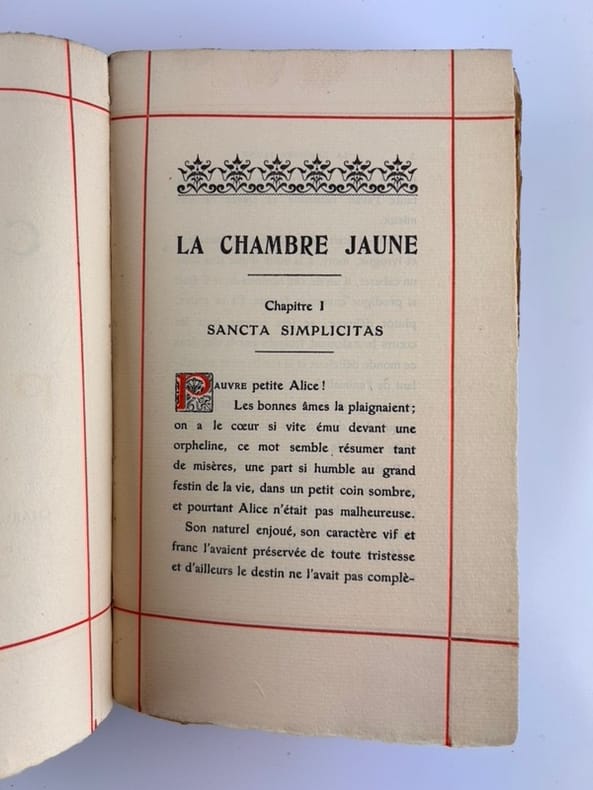 LA CHAMBRE JAUNE
Chapitre I
SANCTA SIMPLICITAS
PAUVRE petite Alice !
Les bonnes âmes la plaignaient ;
on a le cœur si vite ému devant une
orpheline, ce mot semble résumer tant
de misères, une part si humble au grand
festin de la vie, dans un petit coin sombre,
et pourtant Alice n'était pas malheureuse.
Son naturel enjoué, son caractère vif et
franc l'avaient préservée de toute tristesse
et d'ailleurs le destin ne l'avait pas complè-